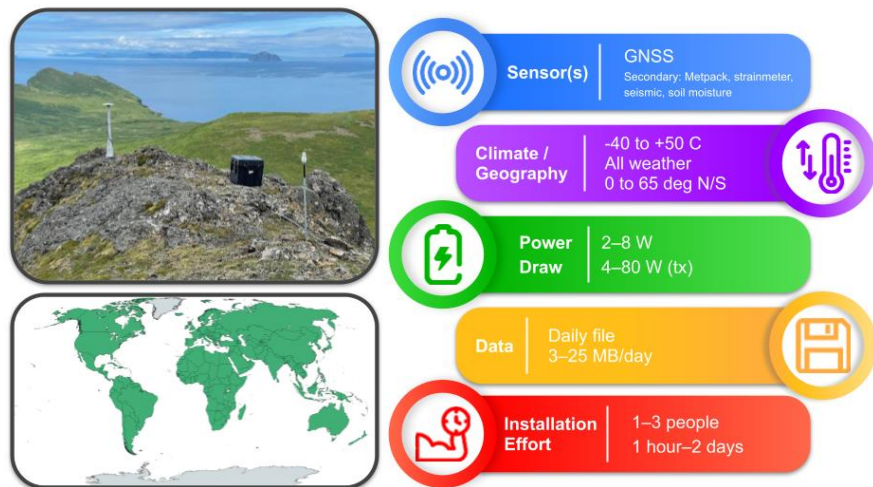 Sensor(s)
GNSS
Secondary: Metpack, strainmeter,
seismic, soil moisture
Climate /
Geography
-40 to +50 C
All weather
0 to 65 deg N/S
Power
Draw
2–8 W
4–80 W (tx)
Data
Daily file
3–25 MB/day
Installation
Effort
1–3 people
1 hour–2 days